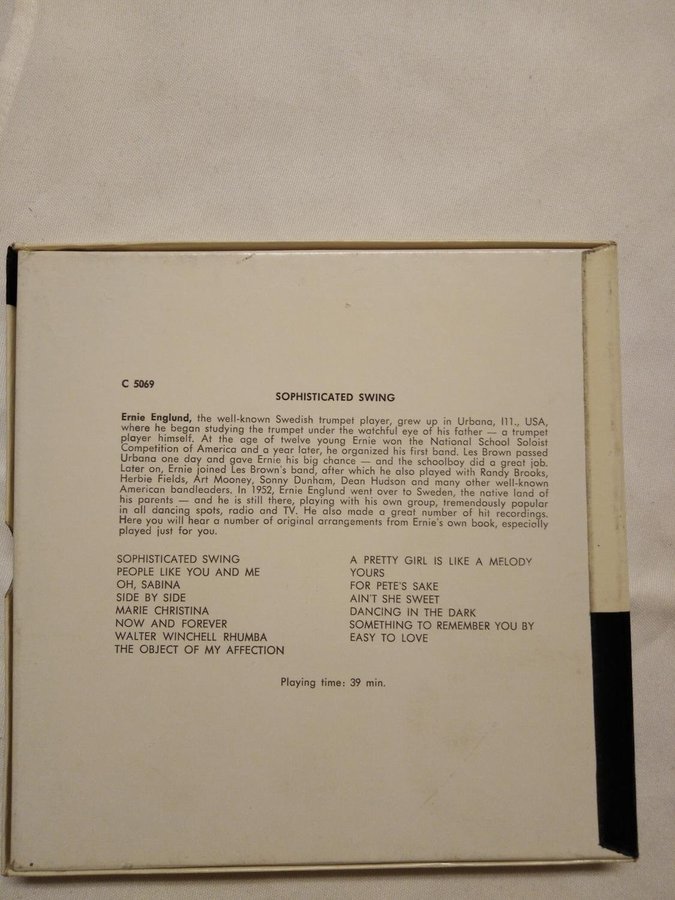 C 5069
SOPHISTICATED SWING
Ernie Englund, the well-known Swedish trumpet player, grew up in Urbana, I11., USA,
where he began studying the trumpet under the watchful eye of his father — a trumpet
player himself. At the age of twelve young Ernie won the National School Soloist
Competition of America and a year later, he organized his first band. Les Brown passed
Urbana one day and gave Ernie his big chance — and the schoolboy did a great job.
Later on, Ernie joined Les Brown's band, after which he also played with Randy Brooks,
Herbie Fields, Art Mooney, Sonny Dunham, Dean Hudson and many other well-known
American bandleaders. In 1952, Ernie Englund went over to Sweden, the native land of
his parents — and he is still there, playing with his own group, tremendously popular
in all dancing spots, radio and TV. He also made a great number of hit recordings.
Here you will hear a number of original arrangements from Ernie's own book, especially
played just for you.
SOPHISTICATED SWING
PEOPLE LIKE YOU AND ME
OH, SABINA
SIDE BY SIDE
MARIE CHRISTINA
NOW AND FOREVER
WALTER WINCHELL RHUMBA
THE OBJECT OF MY AFFECTION
A PRETTY GIRL IS LIKE A MELODY
YOURS
FOR PETE'S SAKE
AIN'T SHE SWEET
DANCING IN THE DARK
SOMETHING TO REMEMBER YOU BY
EASY TO LOVE
Playing time: 39 min.